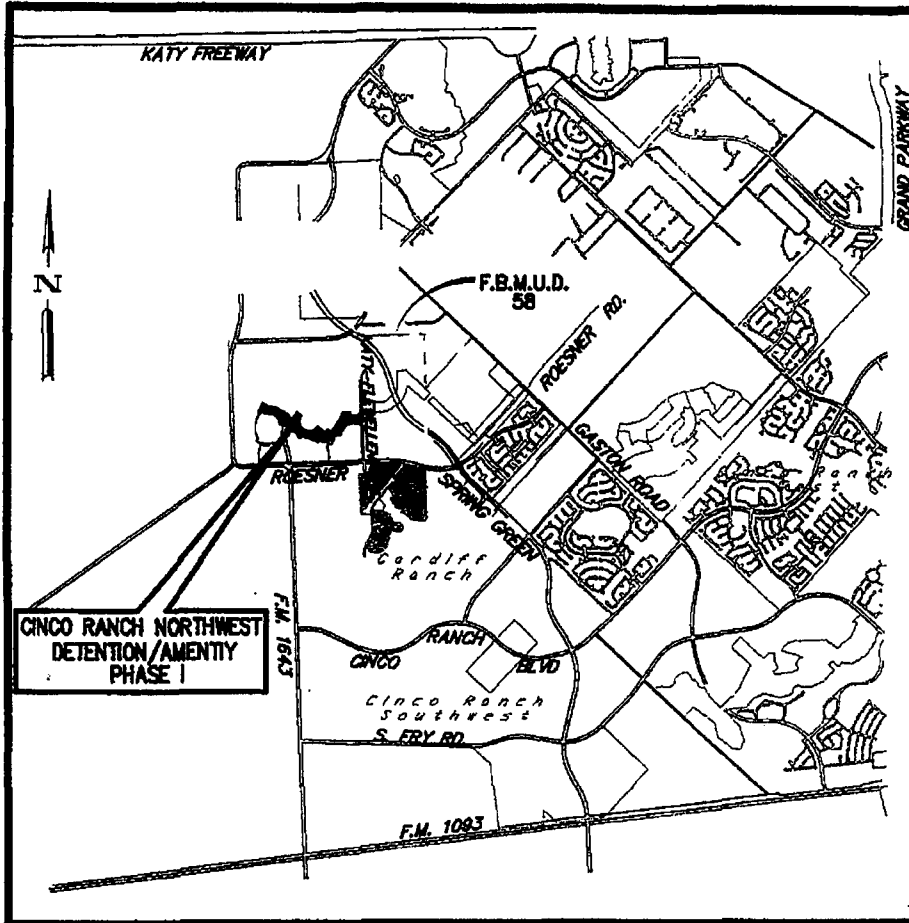 KATY FREEWAY
GRAND PARKWAY
N
F.B.M.U.D.
58
ROESNER RD.
GASTON
ROAD
ROESNER
SPRING GREEN
Cardiff
Ranch
CINCO RANCH NORTHWEST
DETENTION/AMENTIY
PHASE I
F.M. 1643
CINCO RANCH BLVD
Cinco Ranch
Southwest
S. FRY RD.
F.M. 1093
Ranch